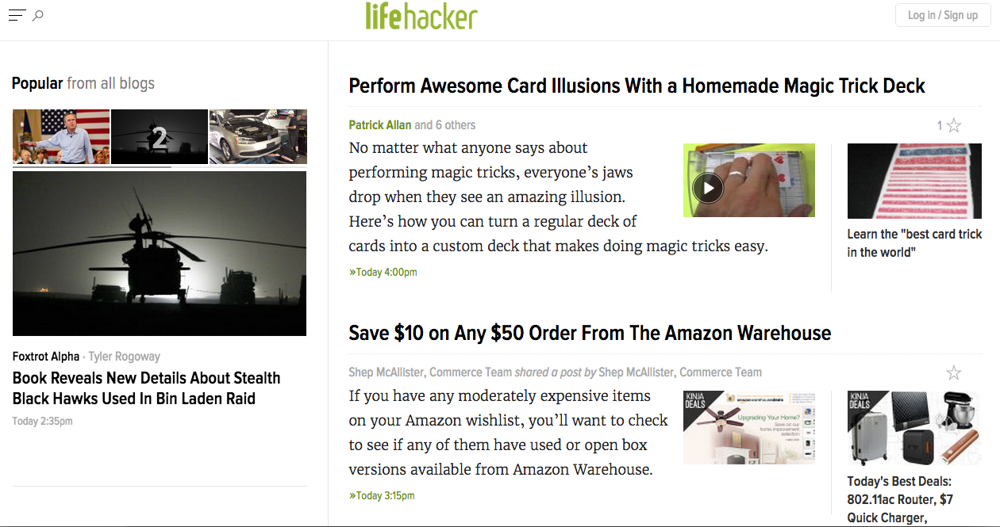 lifehacker
Log in / Sign up
Popular from all blogs
2
Foxtrot Alpha · Tyler Rogoway
Book Reveals New Details About Stealth
Black Hawks Used In Bin Laden Raid
Today 2:35pm
Perform Awesome Card Illusions With a Homemade Magic Trick Deck
Patrick Allan and 6 others
1
No matter what anyone says about
performing magic tricks, everyone's jaws
drop when they see an amazing illusion.
Here's how you can turn a regular deck of
cards into a custom deck that makes doing magic tricks easy.
»Today 4:00pm
Learn the "best card trick
in the world"
Save $10 on Any $50 Order From The Amazon Warehouse
Shep McAllister, Commerce Team shared a post by Shep McAllister, Commerce Team
If you have any moderately expensive items
on your Amazon wishlist, you'll want to check
to see if any of them have used or open box
versions available from Amazon Warehouse.
»Today 3:15pm
KINJA
DEALS
amazonwarehousedeals
Upgrading Your Home?
Save on our
home improvement
selection
KINJA
DEALS
Today's Best Deals:
802.11ac Router, $7
Quick Charger,